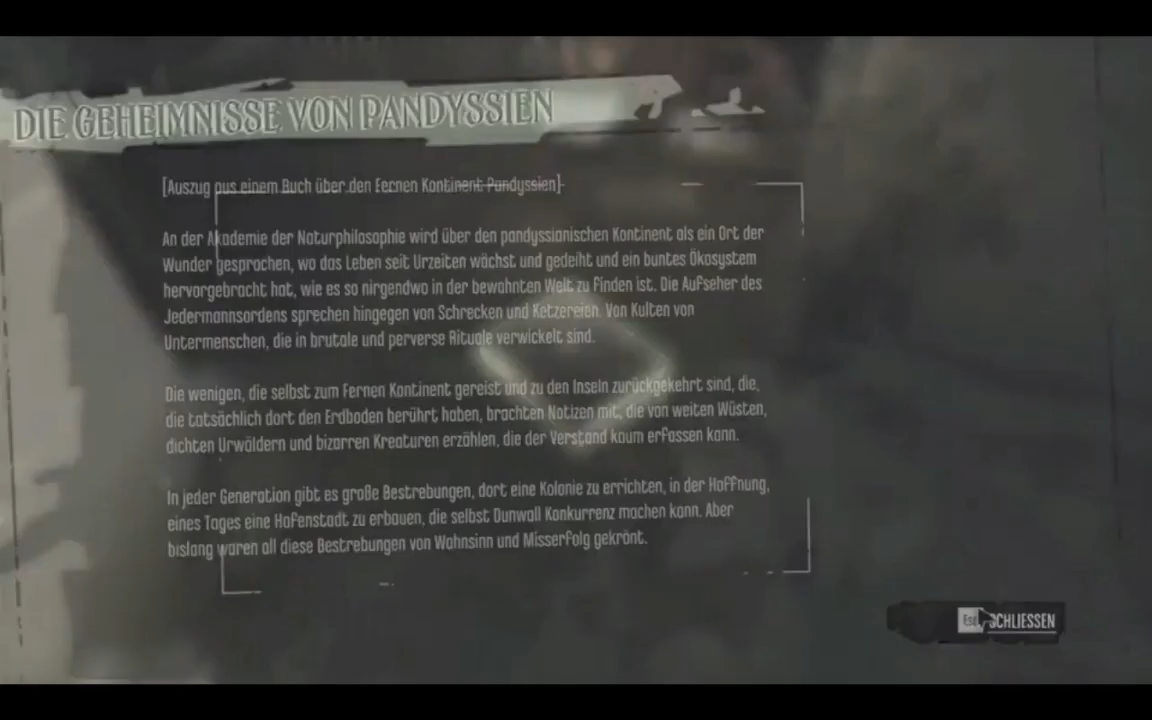 DIE GEHEIMNISSE VON PANDYSSIEN
[Auszug aus einem Buch über den Fernen Kontinent Pandyssien]
An der Akademie der Naturphilosophie wird über den pandyssianischen Kontinent als ein Ort der
Wunder gesprochen, wo das Leben seit Urzeiten wächst und gedeiht und ein buntes Ökosystem
hervorgebracht hat, wie es so nirgendwo in der bewohnten Welt zu finden ist. Die Aufseher des
Jedermannsordens sprechen hingegen von Schrecken und Ketzereien. Von Kulten von
Untermenschen, die in brutale und perverse Rituale verwickelt sind.
Die wenigen, die selbst zum Fernen Kontinent gereist und zu den Inseln zurückgekehrt sind, die,
die tatsächlich dort den Erdboden berührt haben, brachten Notizen mit, die von weiten Wüsten,
dichten Urwäldern und bizarren Kreaturen erzählen, die der Verstand kaum erfassen kann.
In jeder Generation gibt es große Bestrebungen, dort eine Kolonie zu errichten, in der Hoffnung,
eines Tages eine Hafenstadt zu erbauen, die selbst Dunwall Konkurrenz machen kann. Aber
bislang waren all diese Bestrebungen von Wahnsinn und Misserfolg gekrönt.
Esc SCHLIESSEN